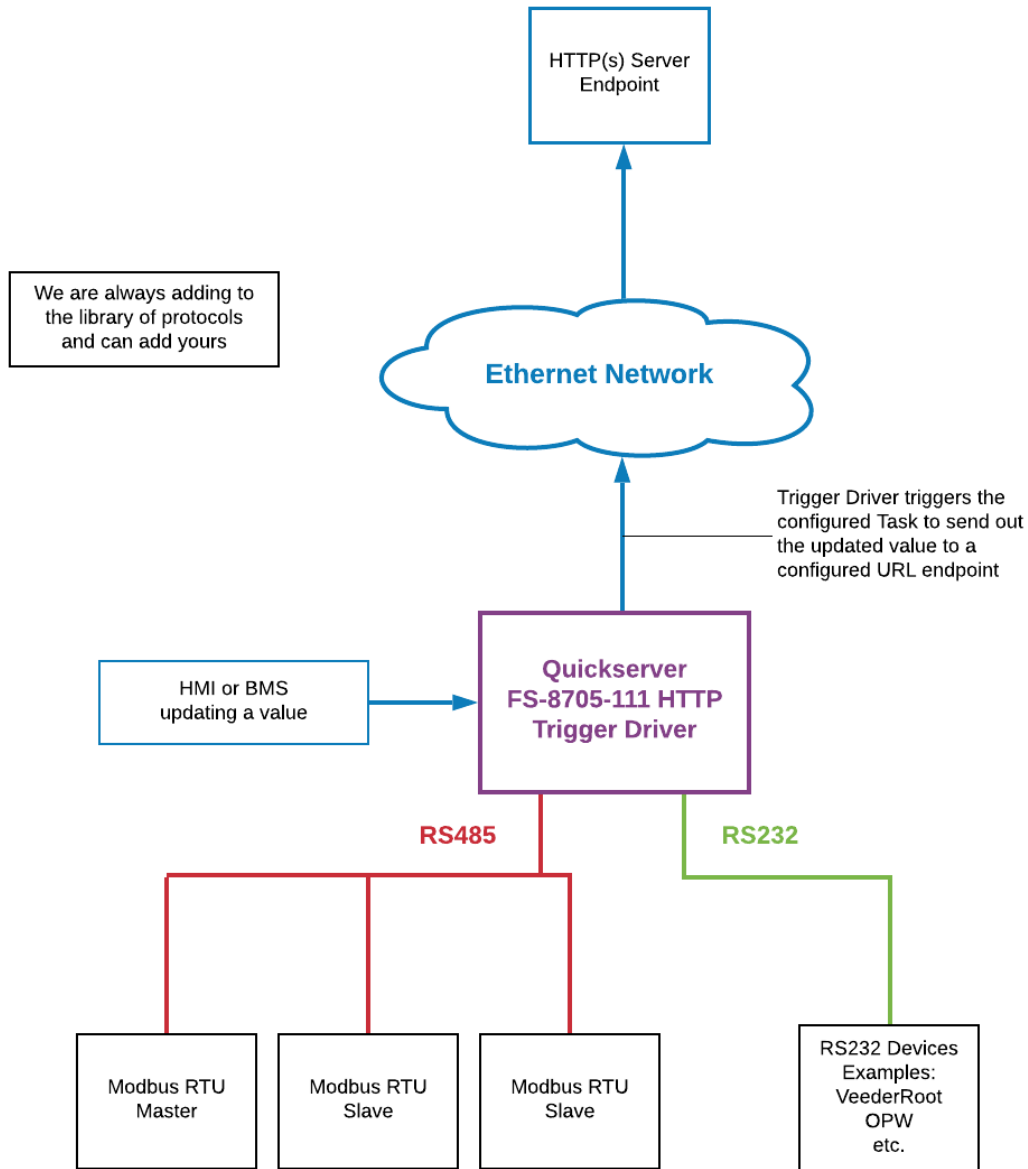 HTTP(s) Server
Endpoint
We are always adding to
the library of protocols
and can add yours
Ethernet Network
Trigger Driver triggers the
configured Task to send out
the updated value to a
configured URL endpoint
HMI or BMS
updating a value
Quickserver
FS-8705-111 HTTP
Trigger Driver
RS485
RS232
Modbus RTU
Master
Modbus RTU
Slave
Modbus RTU
Slave
RS232 Devices
Examples:
VeederRoot
OPW
etc.